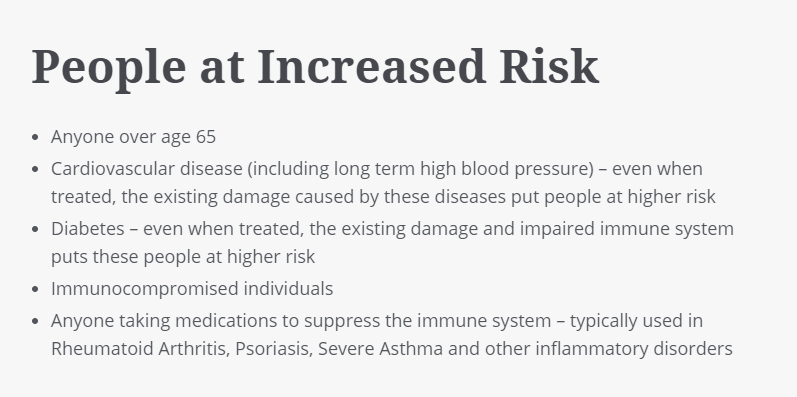 People at Increased Risk
• Anyone over age 65
• Cardiovascular disease (including long term high blood pressure) – even when
treated, the existing damage caused by these diseases put people at higher risk
• Diabetes – even when treated, the existing damage and impaired immune system
puts these people at higher risk
• Immunocompromised individuals
• Anyone taking medications to suppress the immune system – typically used in
Rheumatoid Arthritis, Psoriasis, Severe Asthma and other inflammatory disorders